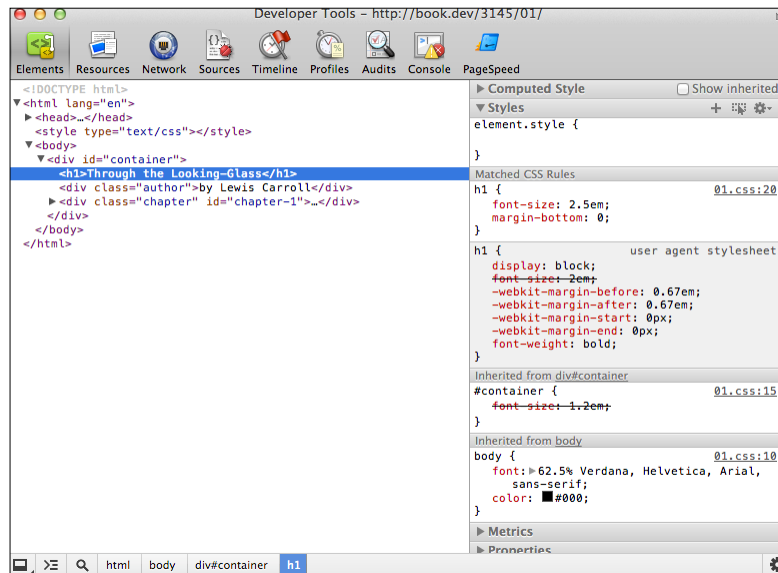 Developer Tools - http://book.dev/3145/01/
Elements Resources Network Sources Timeline Profiles Audits Console PageSpeed
<!DOCTYPE html>
▼<html lang="en">
▶<head>…</head>
<style type="text/css"></style>
▼<body>
▼<div id="container">
<h1>Through the Looking-Glass</h1>
<div class="author">by Lewis Carroll</div>
▶<div class="chapter" id="chapter-1">…</div>
</div>
</body>
</html>
▶ Computed Style Show inherited
▼ Styles
element.style {
}
Matched CSS Rules
h1 { 01.css:20
font-size: 2.5em;
margin-bottom: 0;
}
h1 { user agent stylesheet
display: block;
font-size: 2em;
-webkit-margin-before: 0.67em;
-webkit-margin-after: 0.67em;
-webkit-margin-start: 0px;
-webkit-margin-end: 0px;
font-weight: bold;
}
Inherited from div#container
#container { 01.css:15
font-size: 1.2em;
}
Inherited from body
body { 01.css:10
font: ▶62.5% Verdana, Helvetica, Arial,
sans-serif;
color: #000;
}
▶ Metrics
▶ Properties
html body div#container h1